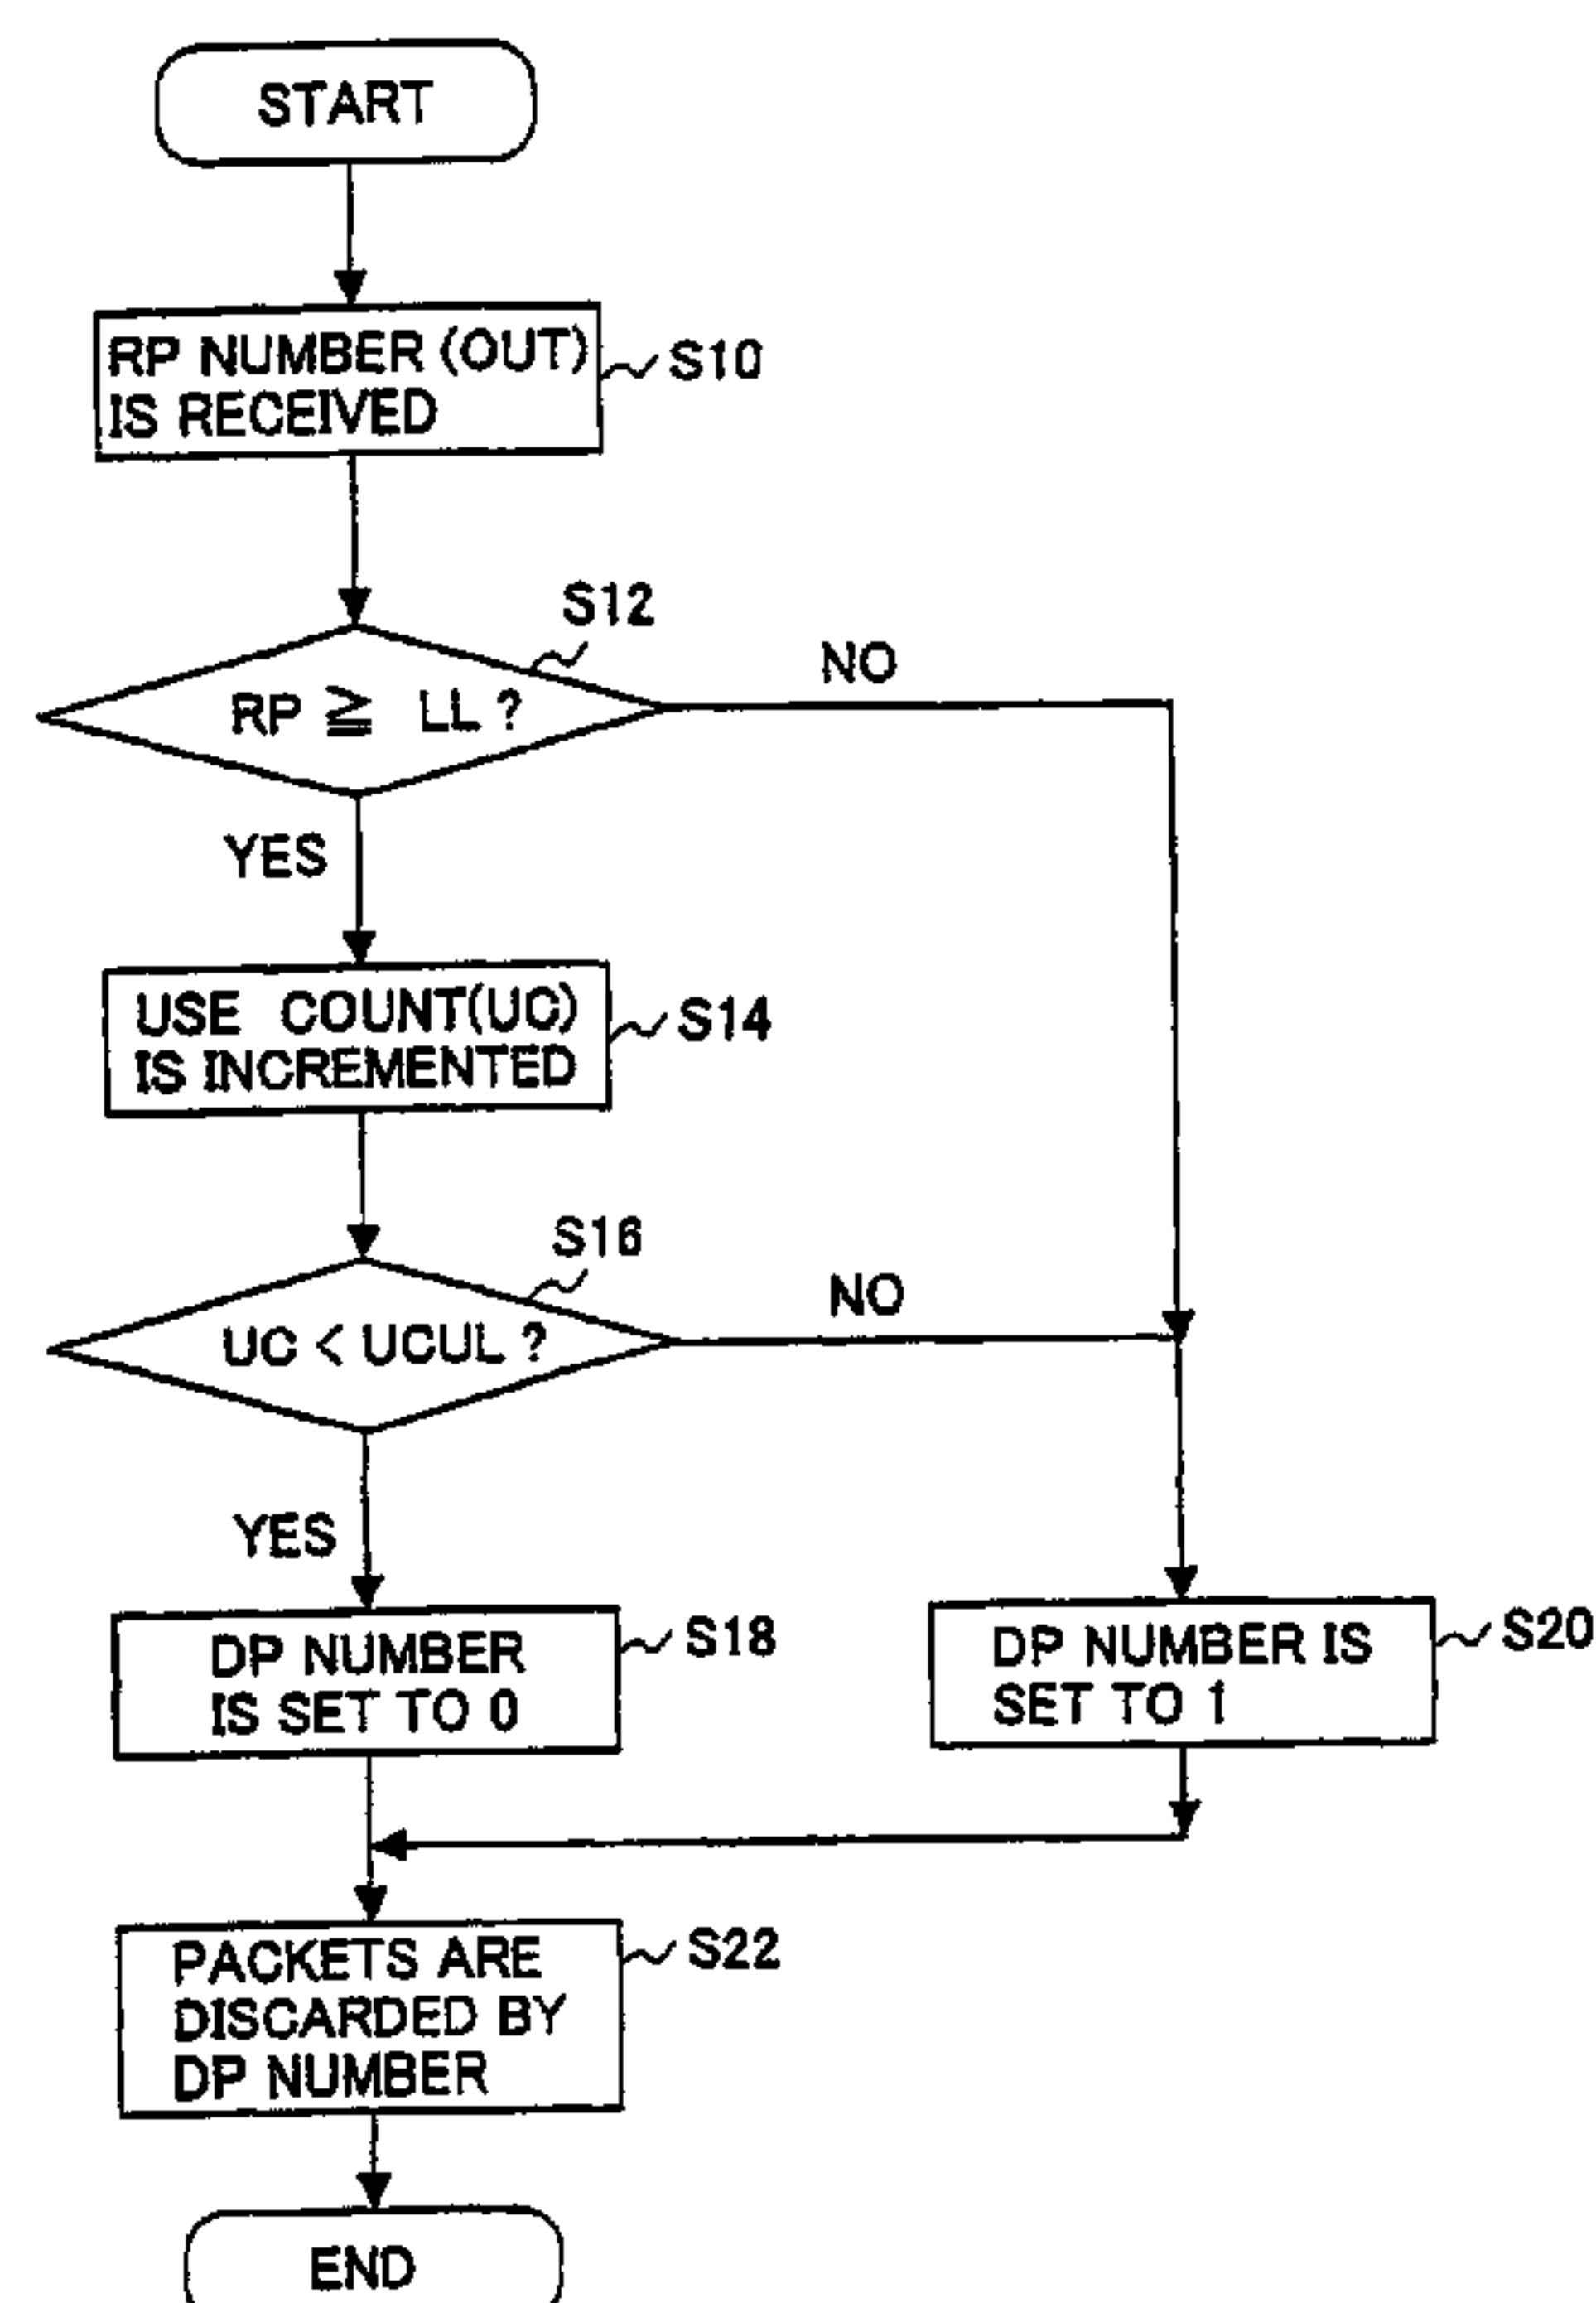 START
RP NUMBER (OUT)
IS RECEIVED
S10
S12
RP ≧ LL ?
NO
YES
USE COUNT(UC)
IS INCREMENTED
S14
S16
UC < UCUL ?
NO
YES
DP NUMBER
IS SET TO 0
S18
DP NUMBER IS
SET TO 1
S20
PACKETS ARE
DISCARDED BY
DP NUMBER
S22
END